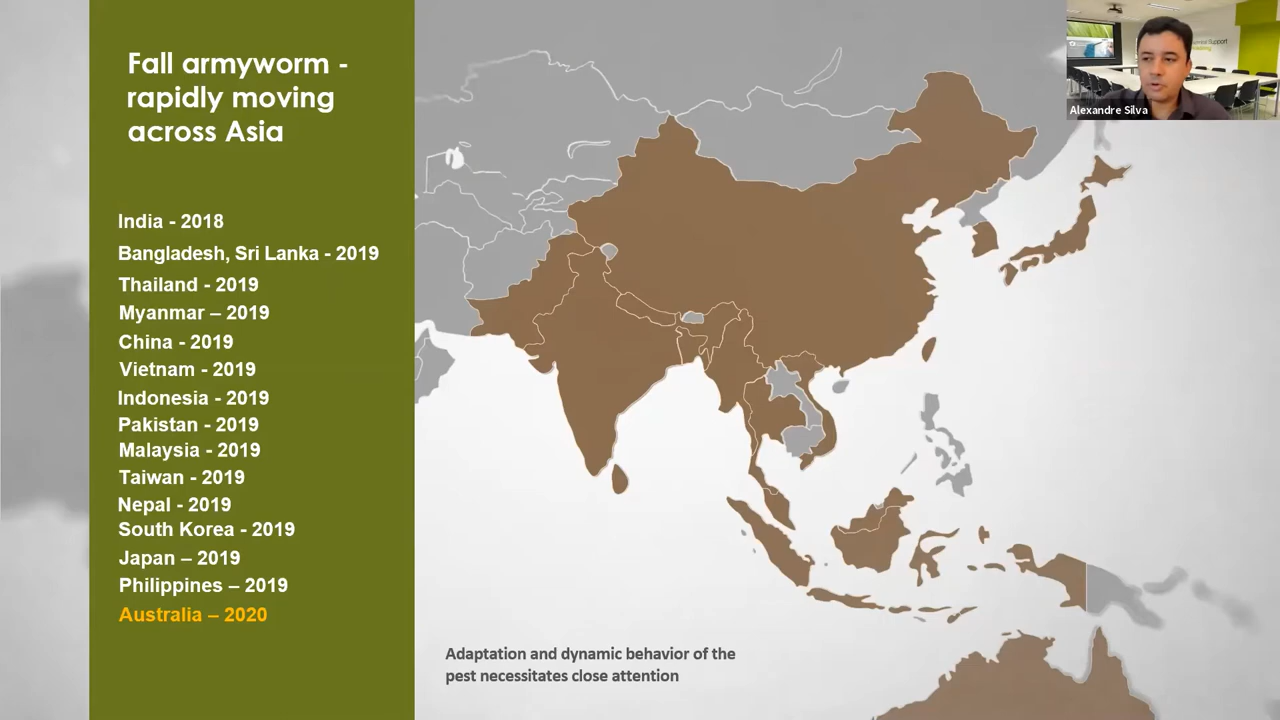 Fall armyworm -
rapidly moving
across Asia
India - 2018
Bangladesh, Sri Lanka - 2019
Thailand - 2019
Myanmar – 2019
China - 2019
Vietnam - 2019
Indonesia - 2019
Pakistan - 2019
Malaysia - 2019
Taiwan - 2019
Nepal - 2019
South Korea - 2019
Japan – 2019
Philippines – 2019
Australia – 2020
Adaptation and dynamic behavior of the
pest necessitates close attention
Alexandre Silva
Support